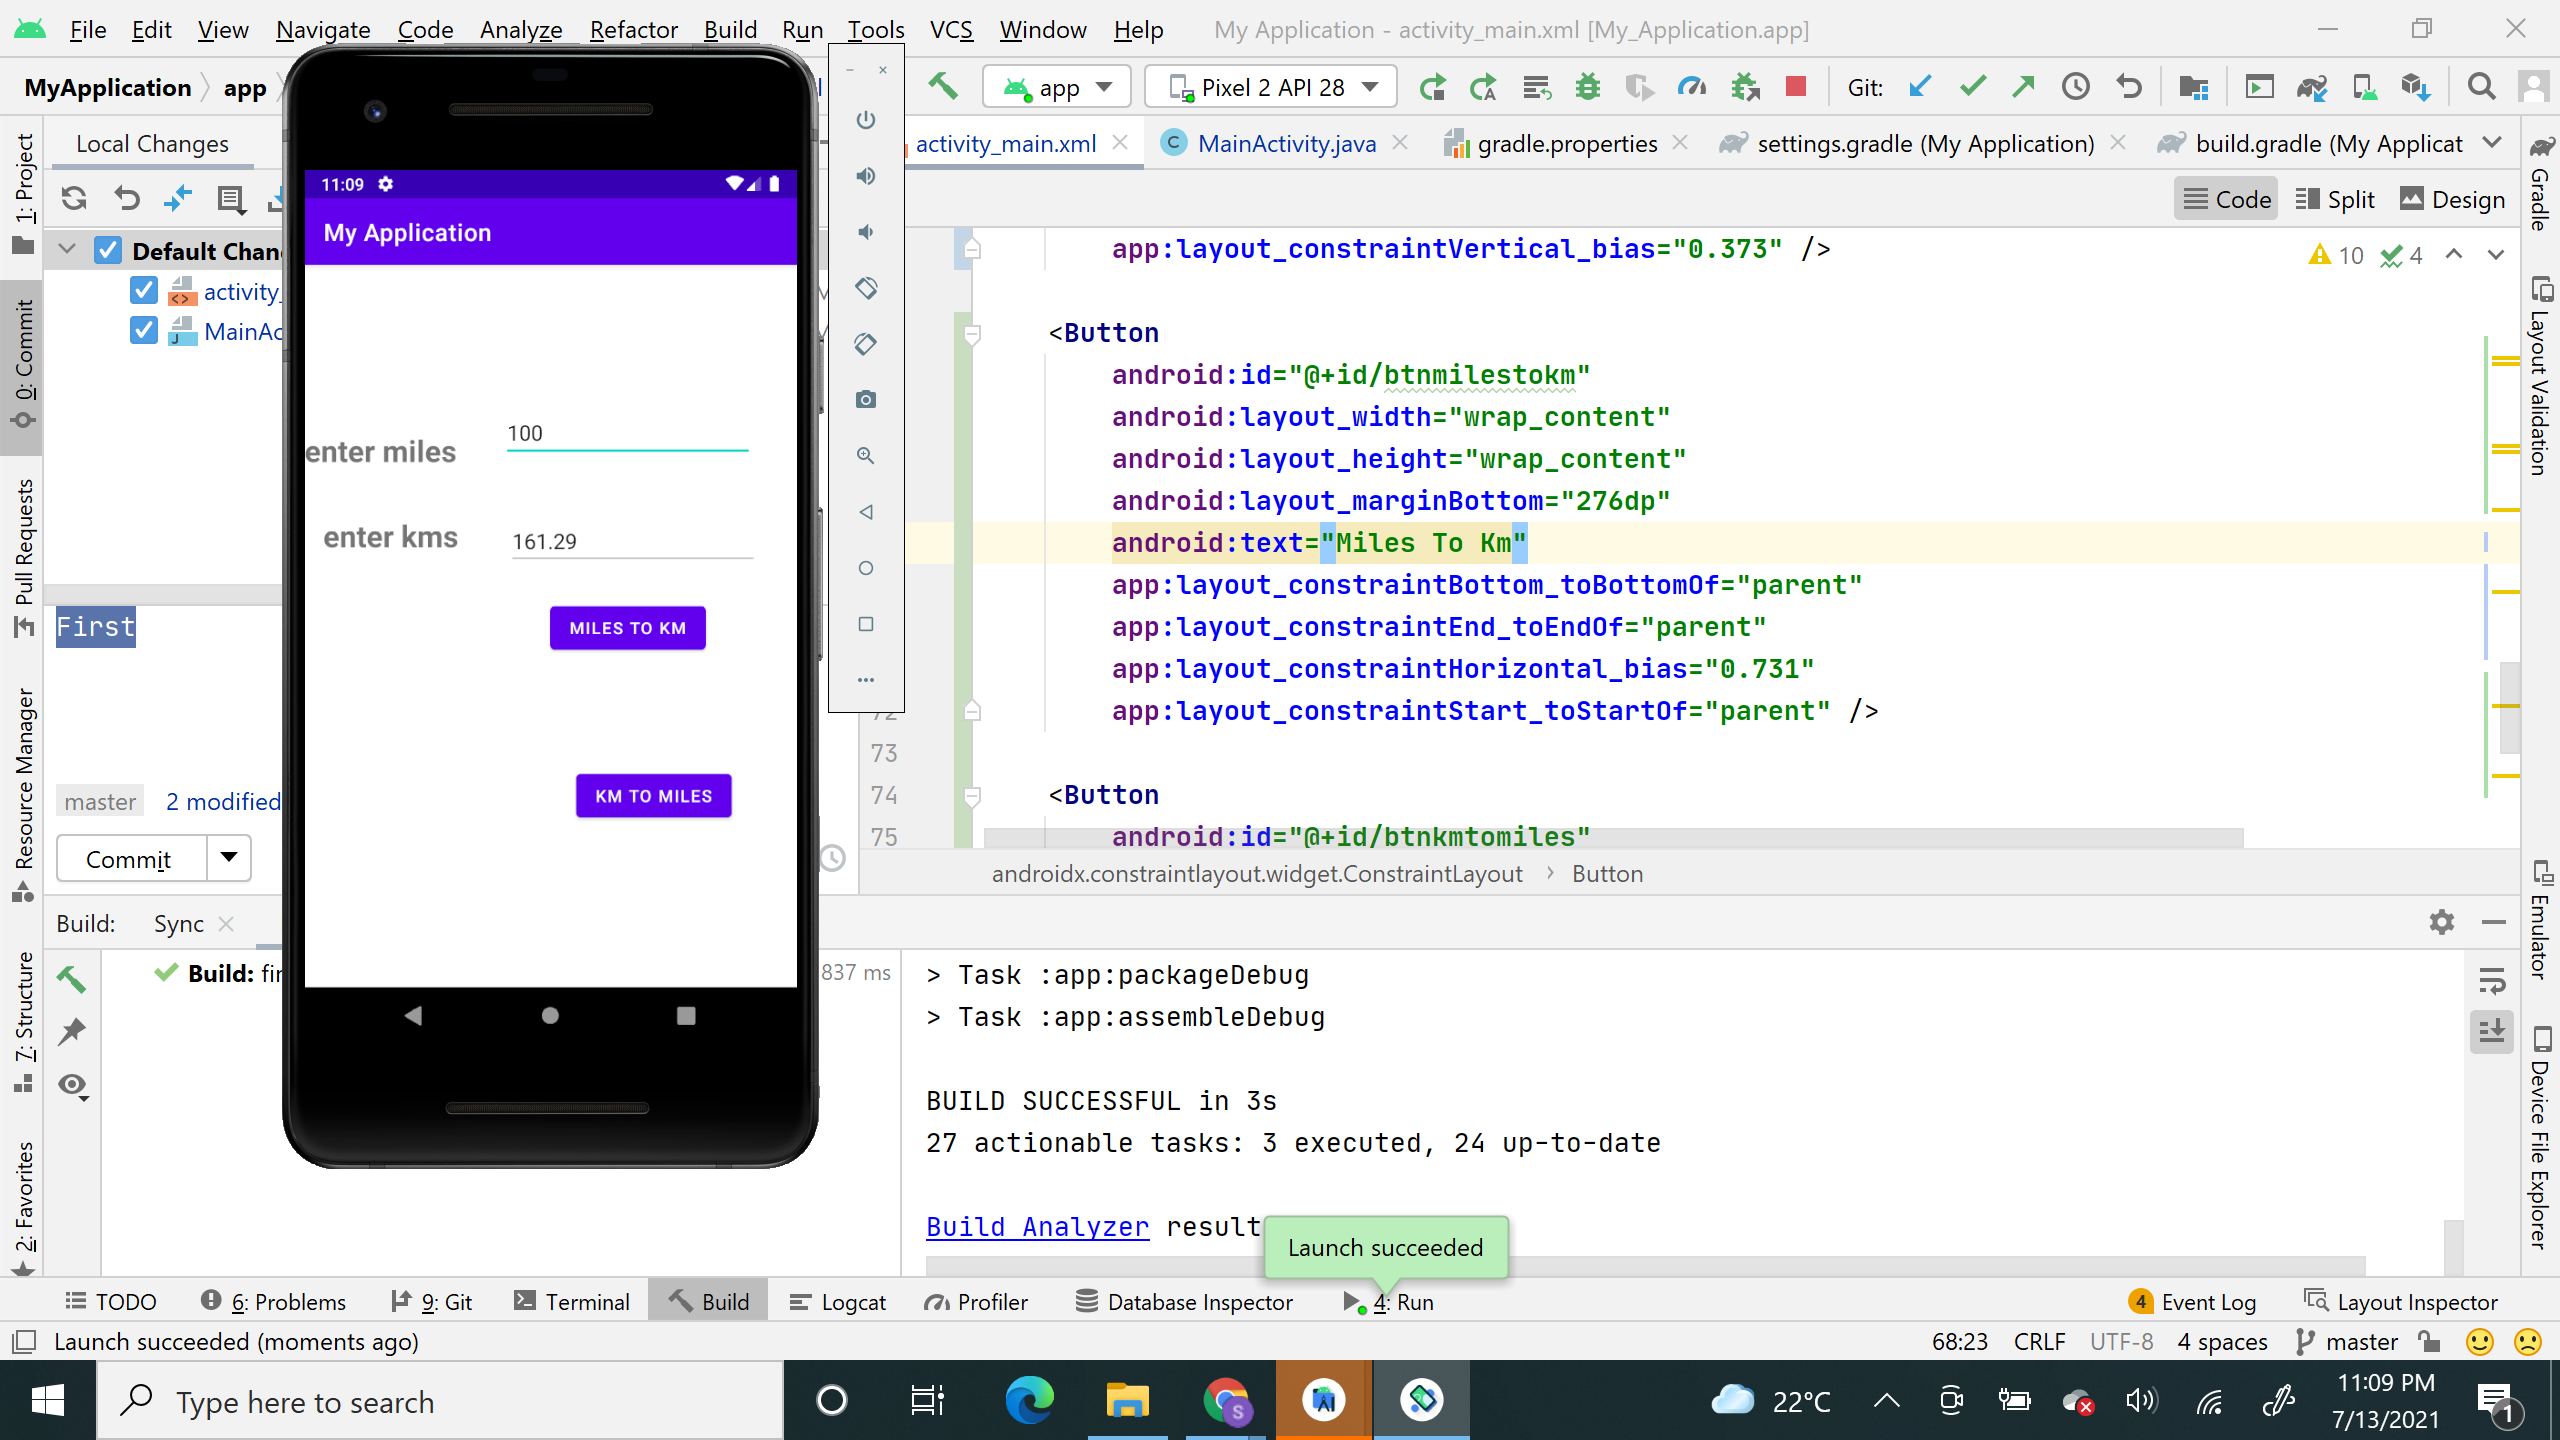 File Edit View Navigate Code Analyze Refactor Build Run Tools VCS Window Help My Application - activity_main.xml [My_Application.app]
MyApplication app
app Pixel 2 API 28 Git:
Local Changes
activity_main.xml MainActivity.java gradle.properties settings.gradle (My Application) build.gradle (My Applicat
Code Split Design
Default Chan
activity_
MainAc
First
master 2 modified
Commit
11:09
My Application
enter miles 100
enter kms 161.29
MILES TO KM
KM TO MILES
app:layout_constraintVertical_bias="0.373" />
10 4
<Button
android:id="@+id/btnmilestokm"
android:layout_width="wrap_content"
android:layout_height="wrap_content"
android:layout_marginBottom="276dp"
android:text="Miles To Km"
app:layout_constraintBottom_toBottomOf="parent"
app:layout_constraintEnd_toEndOf="parent"
app:layout_constraintHorizontal_bias="0.731"
72 app:layout_constraintStart_toStartOf="parent" />
73
74 <Button
75 android:id="@+id/btnkmtomiles"
androidx.constraintlayout.widget.ConstraintLayout Button
1: Project
0: Commit
Pull Requests
Resource Manager
7: Structure
2: Favorites
Gradle
Layout Validation
Emulator
Device File Explorer
Build: Sync
Build: fin 837 ms
> Task :app:packageDebug
> Task :app:assembleDebug
BUILD SUCCESSFUL in 3s
27 actionable tasks: 3 executed, 24 up-to-date
Build Analyzer result
Launch succeeded
TODO 6: Problems 9: Git Terminal Build Logcat Profiler Database Inspector 4: Run 4 Event Log Layout Inspector
Launch succeeded (moments ago) 68:23 CRLF UTF-8 4 spaces master
Type here to search
S
22°C
11:09 PM
7/13/2021
1